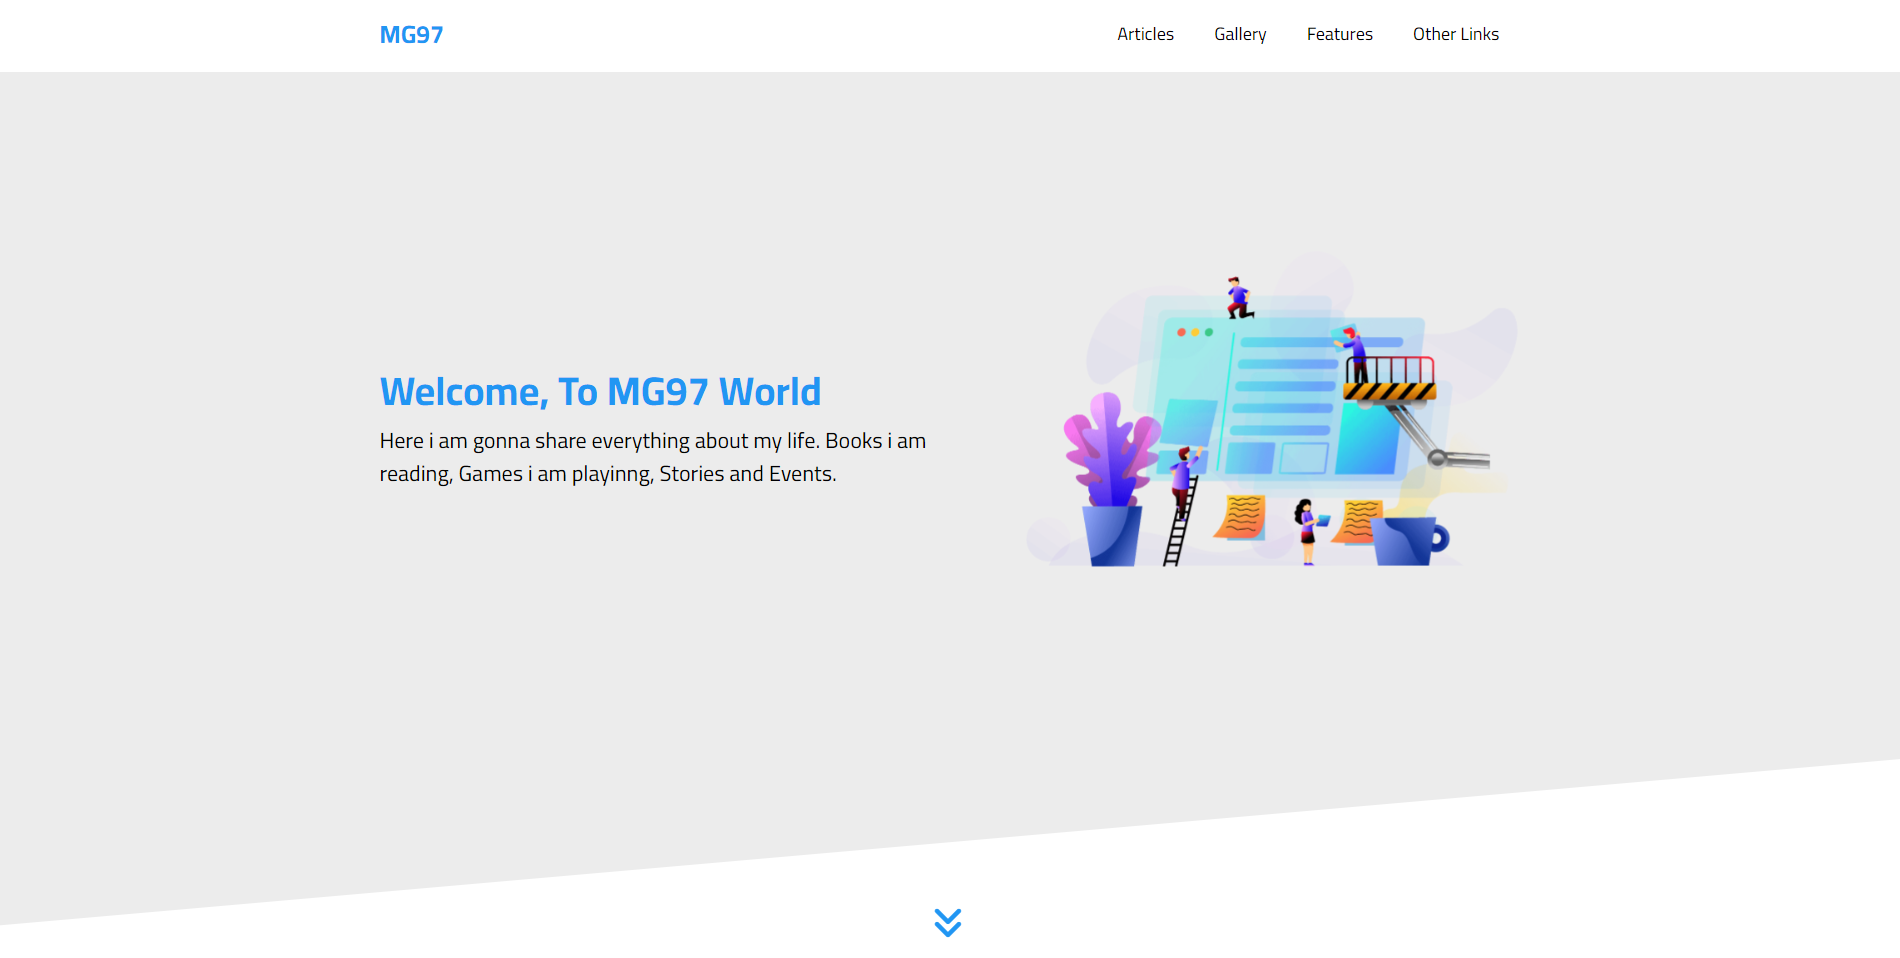 MG97
Articles
Gallery
Features
Other Links
Welcome, To MG97 World
Here i am gonna share everything about my life. Books i am
reading, Games i am playinng, Stories and Events.